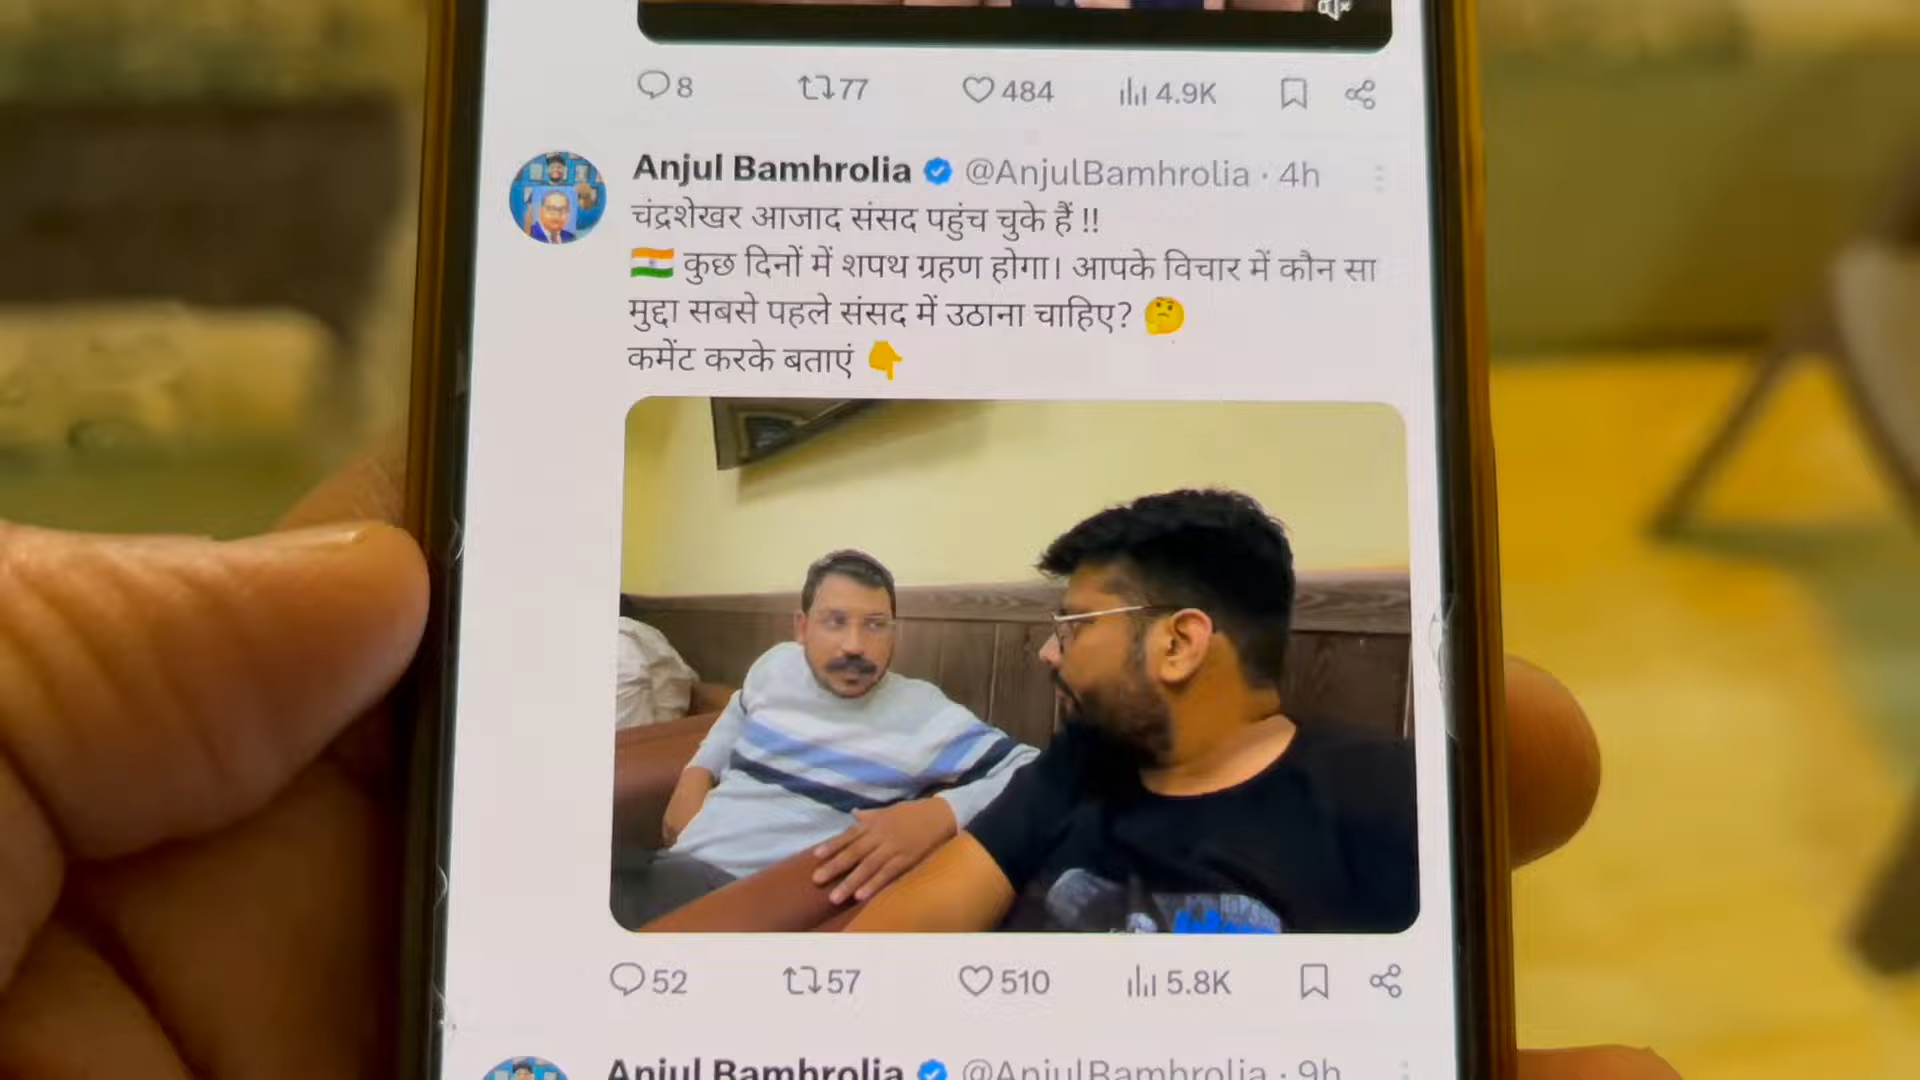 8 77 484 4.9K
Anjul Bamhrolia @AnjulBamhrolia · 4h
चंद्रशेखर आजाद संसद पहुंच चुके हैं !!
🇮🇳 कुछ दिनों में शपथ ग्रहण होगा। आपके विचार में कौन सा
मुद्दा सबसे पहले संसद में उठाना चाहिए? 🤔
कमेंट करके बताएं 👇
52 57 510 5.8K
Anjul Bamhrolia @AnjulBamhrolia · 9h